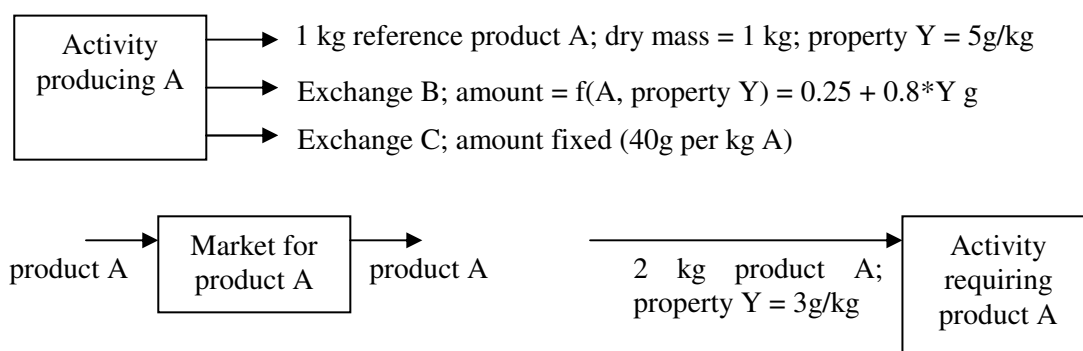 Activity
producing A
1 kg reference product A; dry mass = 1 kg; property Y = 5g/kg
Exchange B; amount = f(A, property Y) = 0.25 + 0.8*Y g
Exchange C; amount fixed (40g per kg A)
product A
Market for
product A
product A
2 kg product A;
property Y = 3g/kg
Activity
requiring
product A